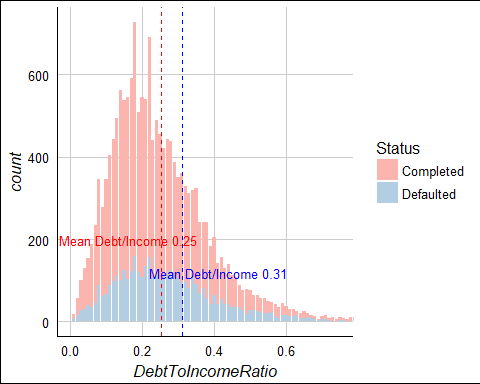 600
400
200
0
count
Mean Debt/Income 0.25
Mean Debt/Income 0.31
0.0 0.2 0.4 0.6
DebtToIncomeRatio
Status
Completed
Defaulted